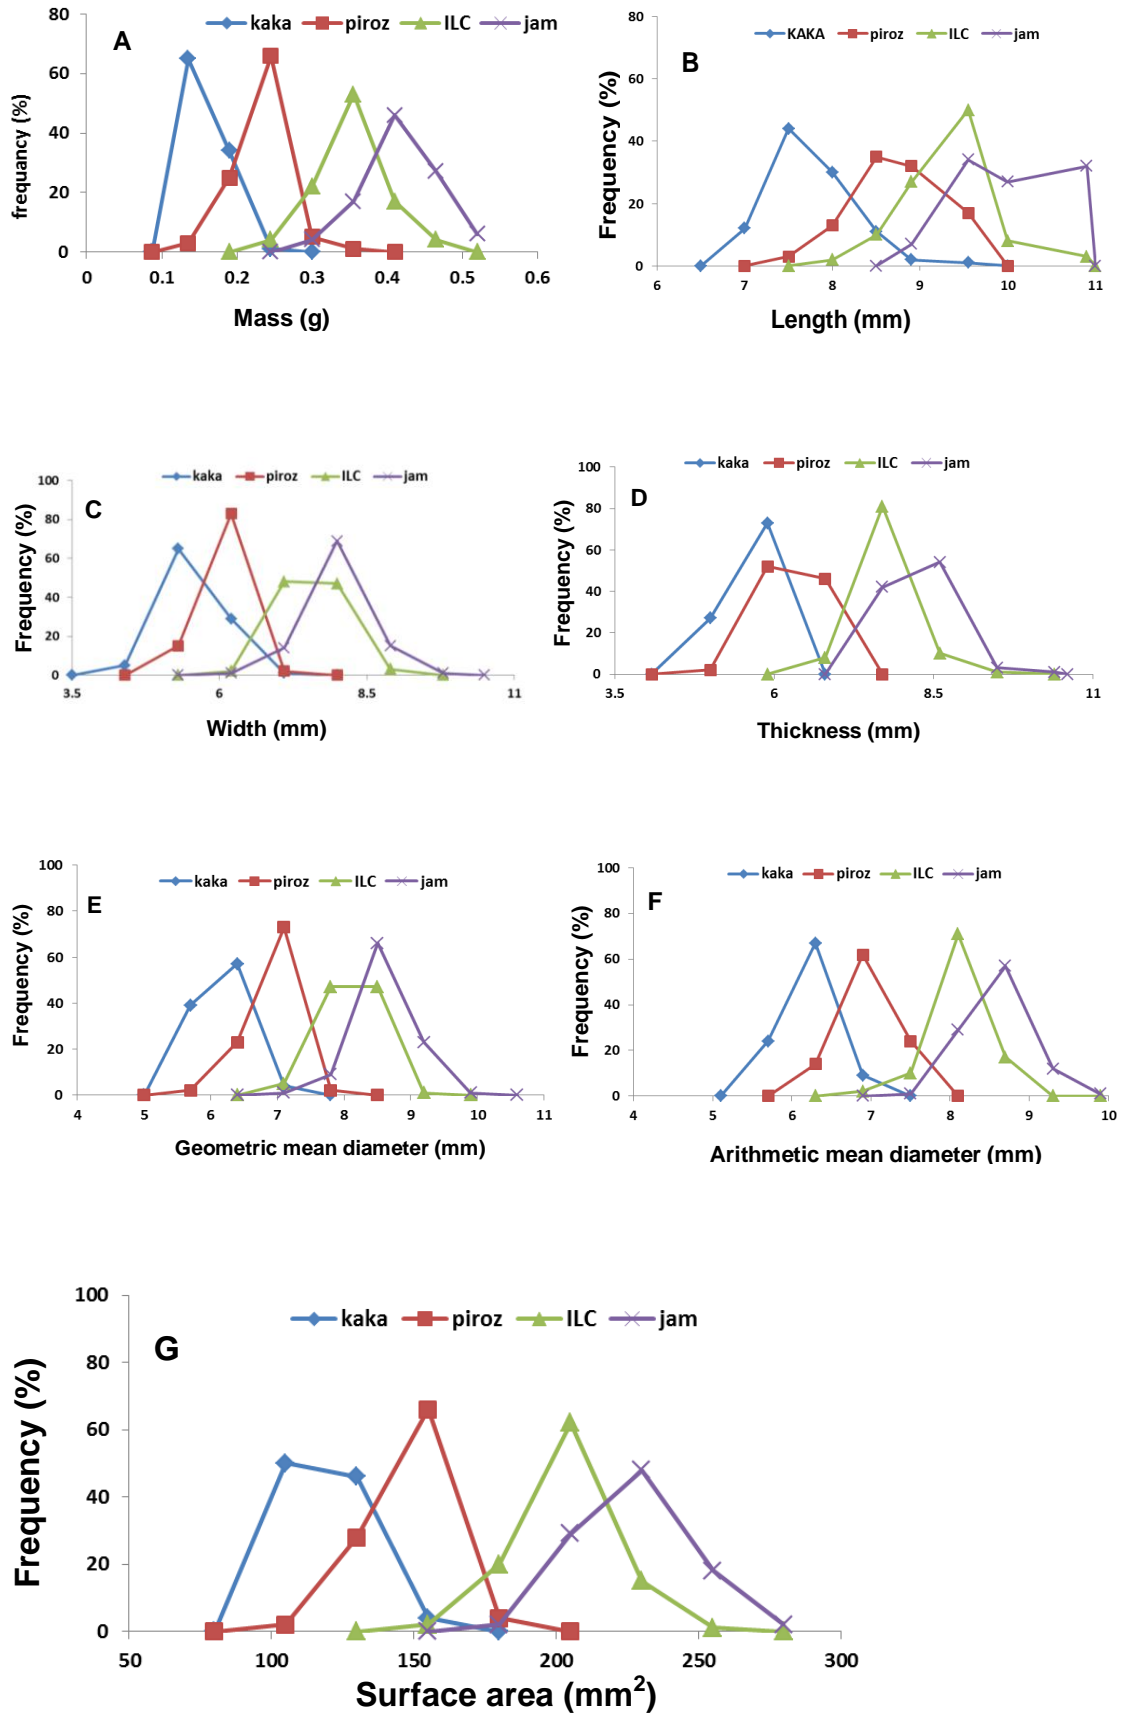 kaka piroz ILC jam
A
80
60
40
20
0
frequancy (%)
0 0.1 0.2 0.3 0.4 0.5 0.6
Mass (g)
KAKA piroz ILC jam
B
80
60
40
20
0
Frequency (%)
6 7 8 9 10 11
Length (mm)
kaka piroz ILC jam
C
100
80
60
40
20
0
Frequency (%)
3.5 6 8.5 11
Width (mm)
kaka piroz ILC jam
D
100
80
60
40
20
0
Frequency (%)
3.5 6 8.5 11
Thickness (mm)
kaka piroz ILC jam
E
100
80
60
40
20
0
Frequency (%)
4 5 6 7 8 9 10 11
Geometric mean diameter (mm)
kaka piroz ILC jam
F
100
80
60
40
20
0
Frequency (%)
4 5 6 7 8 9 10
Arithmetic mean diameter (mm)
kaka piroz ILC jam
G
100
80
60
40
20
0
Frequency (%)
50 100 150 200 250 300
Surface area (mm²)